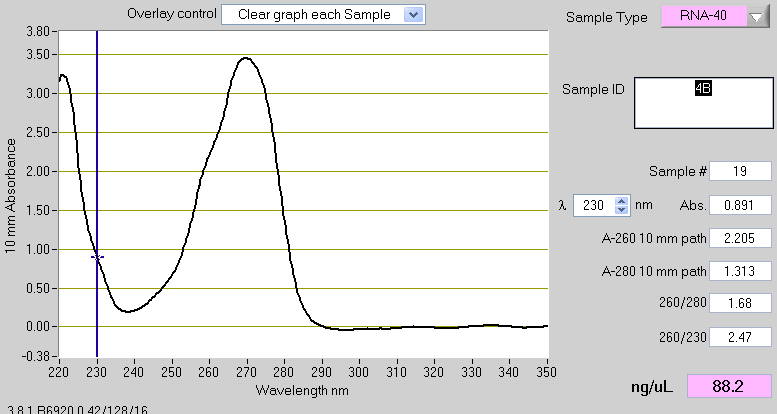 Overlay control Clear graph each Sample
Sample Type RNA-40
Sample ID 4B
10 mm Absorbance
3.80
3.50
3.00
2.50
2.00
1.50
1.00
0.50
0.00
-0.38
220 230 240 250 260 270 280 290 300 310 320 330 340 350
Wavelength nm
Sample # 19
λ 230 nm Abs. 0.891
A-260 10 mm path 2.205
A-280 10 mm path 1.313
260/280 1.68
260/230 2.47
ng/uL 88.2
3.8.1 B6920 0.42/128/16